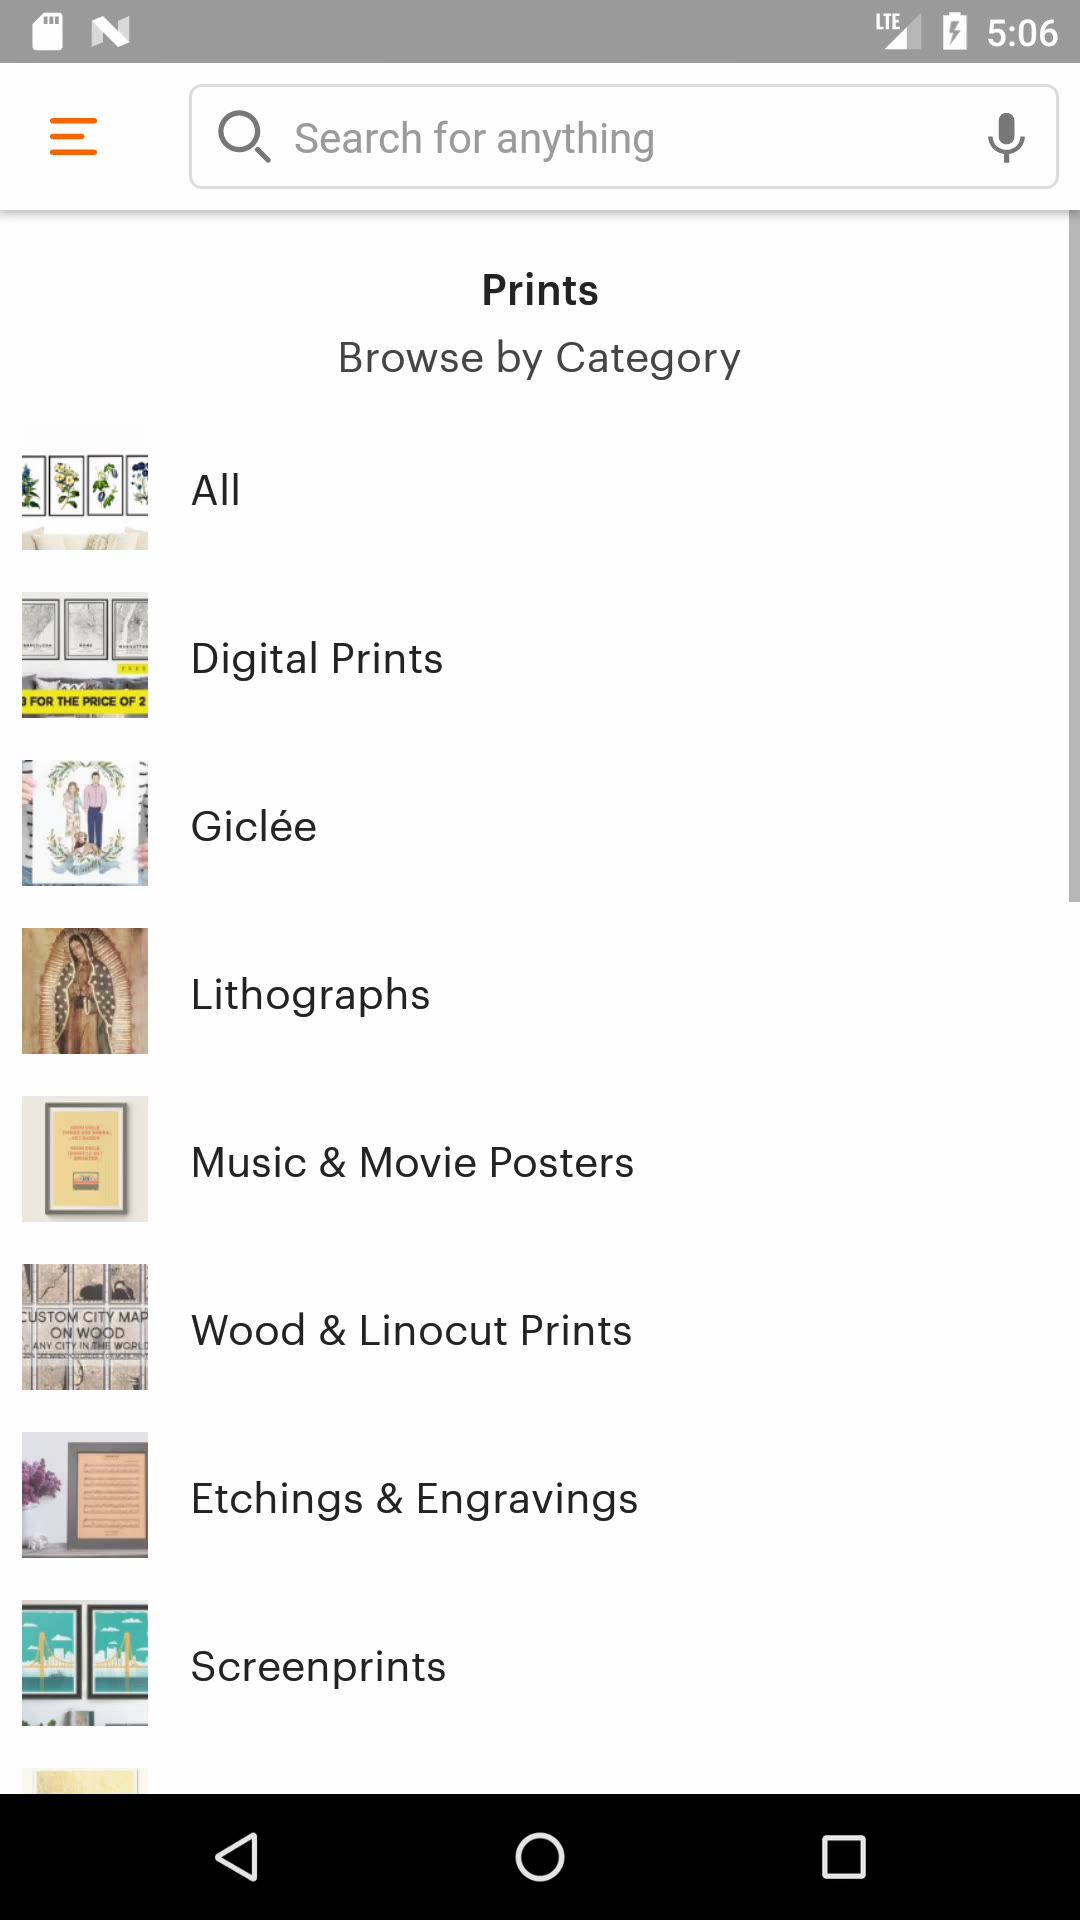 LTE 5:06
Search for anything
Prints
Browse by Category
All
Digital Prints
3 FOR THE PRICE OF 2
Giclée
Lithographs
Music & Movie Posters
CUSTOM CITY MAP
ON WOOD
- ANY CITY IN THE WORLD
Wood & Linocut Prints
Etchings & Engravings
Screenprints